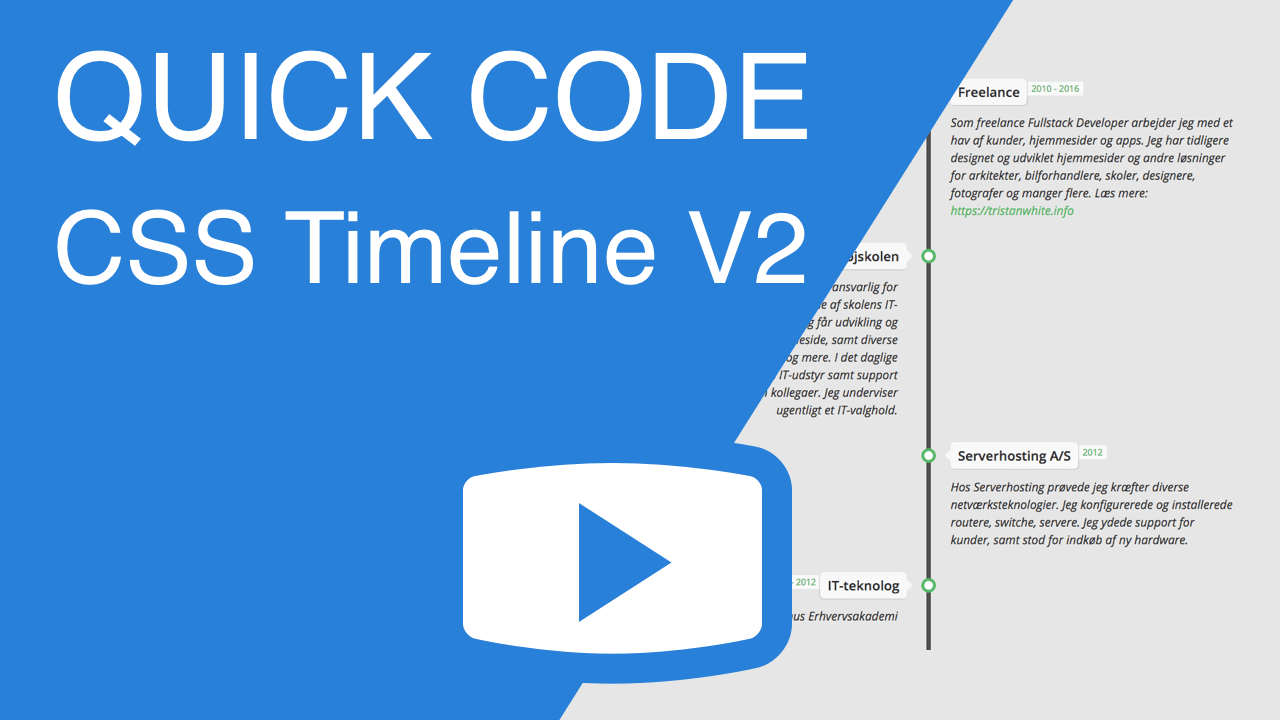 QUICK CODE
CSS Timeline V2
Freelance
2010 - 2016
Som freelance Fullstack Developer arbejder jeg med et
hav af kunder, hjemmesider og apps. Jeg har tidligere
designet og udviklet hjemmesider og andre løsninger
for arkitekter, bilforhandlere, skoler, designere,
fotografer og manger flere. Læs mere:
https://tristanwhite.info
ansvarlig for
af skolens IT-
får udvikling og
samt diverse
og mere. I det daglige
IT-udstyr samt support
kollegaer. Jeg underviser
ugentligt et IT-valghold.
Serverhosting A/S
2012
Hos Serverhosting prøvede jeg kræfter diverse
netværksteknologier. Jeg konfigurerede og installerede
routere, switche, servere. Jeg ydede support for
kunder, samt stod for indkøb af ny hardware.
- 2012
IT-teknolog
Erhvervsakademi